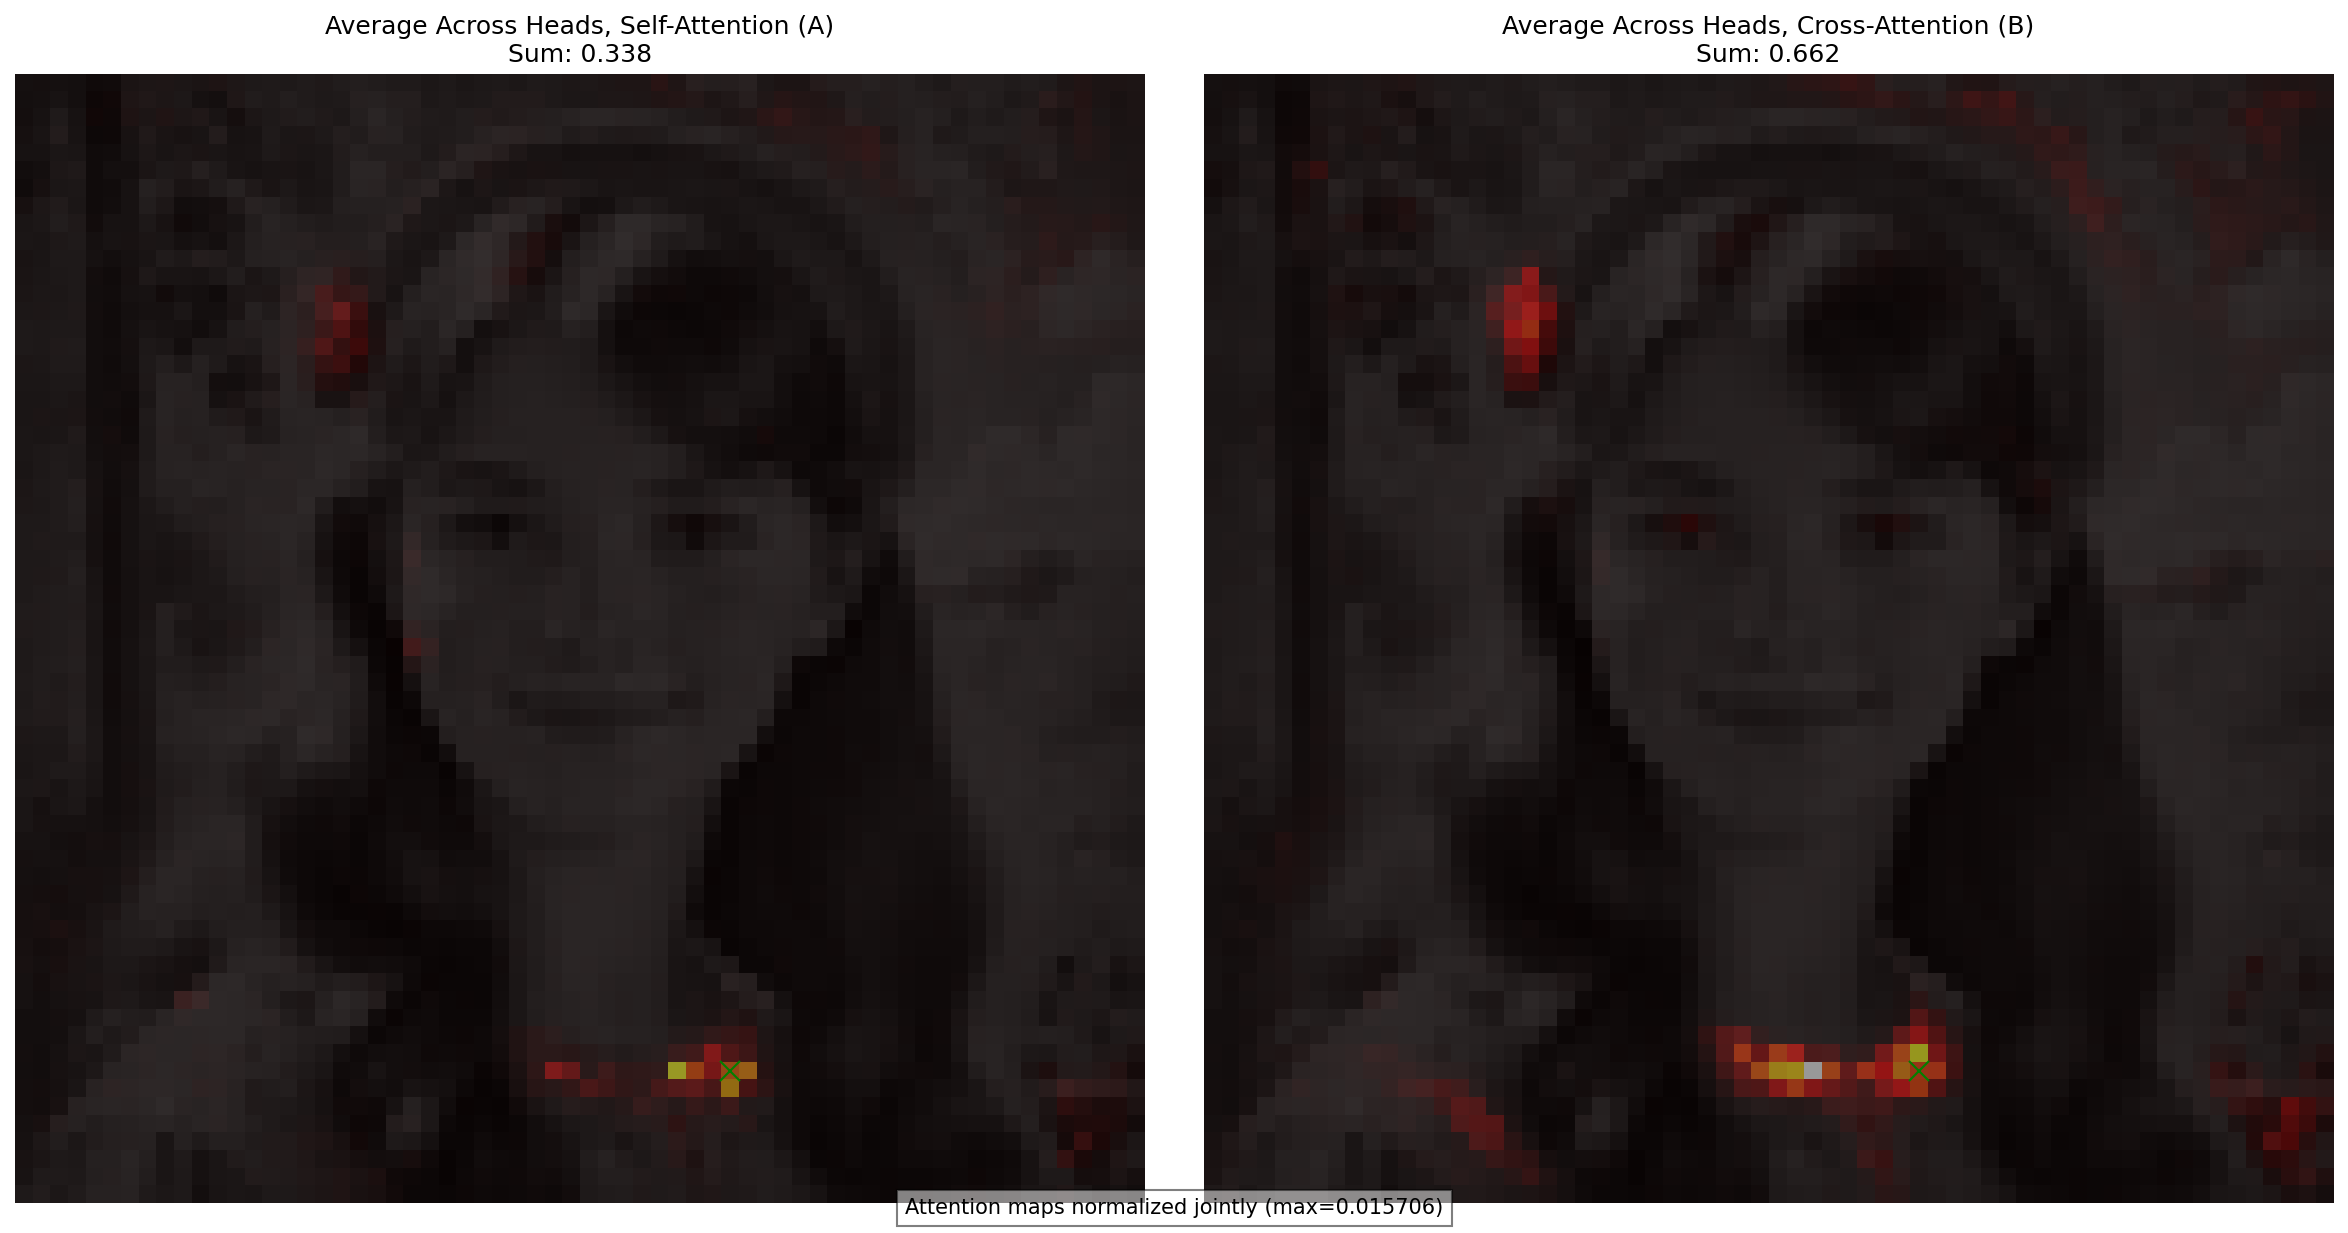 Average Across Heads, Self-Attention (A)
Sum: 0.338
Average Across Heads, Cross-Attention (B)
Sum: 0.662
Attention maps normalized jointly (max=0.015706)